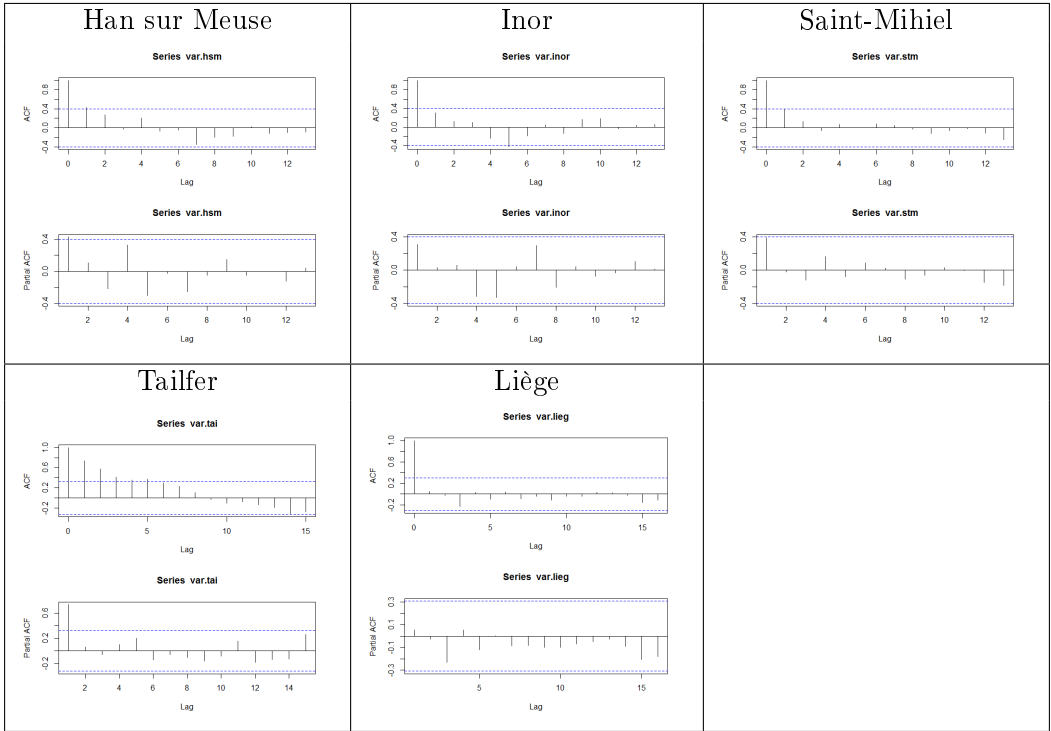 Han sur Meuse
Series var.hsm
ACF
0.8
0.4
0.0
-0.4
0 2 4 6 8 10 12
Lag
Series var.hsm
Partial ACF
0.4
0.0
-0.4
2 4 6 8 10 12
Lag
Inor
Series var.inor
ACF
0.8
0.4
0.0
-0.4
0 2 4 6 8 10 12
Lag
Series var.inor
Partial ACF
0.4
0.0
-0.4
2 4 6 8 10 12
Lag
Saint-Mihiel
Series var.stm
ACF
0.8
0.4
0.0
-0.4
0 2 4 6 8 10 12
Lag
Series var.stm
Partial ACF
0.4
0.0
-0.4
2 4 6 8 10 12
Lag
Tailfer
Series var.tai
ACF
1.0
0.6
0.2
-0.2
0 5 10 15
Lag
Series var.tai
Partial ACF
0.6
0.2
-0.2
2 4 6 8 10 12 14
Lag
Liège
Series var.lieg
ACF
1.0
0.6
0.2
-0.2
0 5 10 15
Lag
Series var.lieg
Partial ACF
0.3
0.1
-0.1
-0.3
5 10 15
Lag